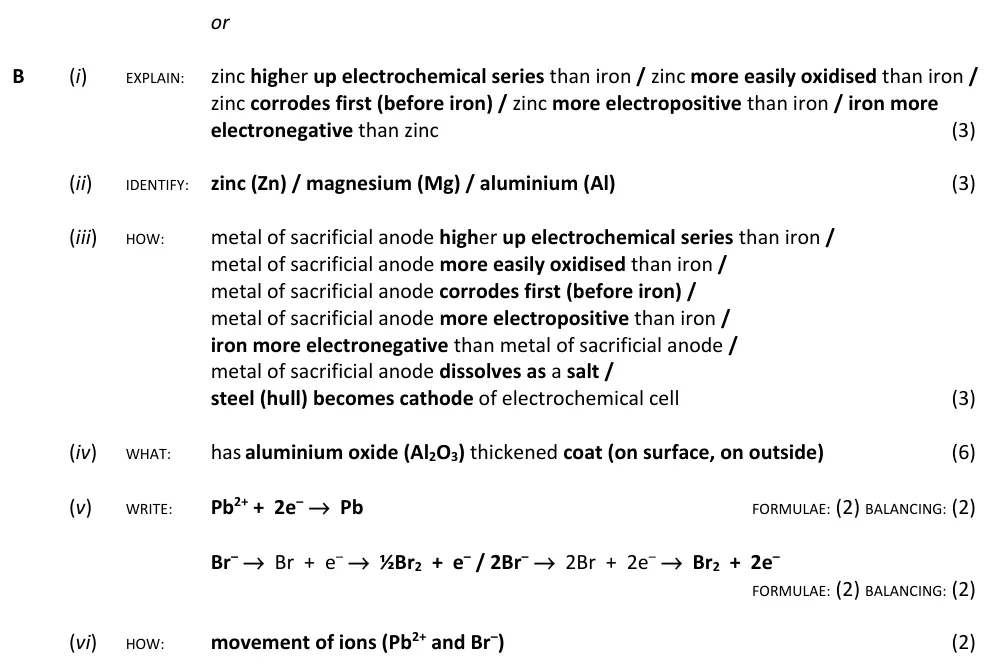 or
B (i) EXPLAIN: zinc higher up electrochemical series than iron / zinc more easily oxidised than iron /
zinc corrodes first (before iron) / zinc more electropositive than iron / iron more
electronegative than zinc (3)
(ii) IDENTIFY: zinc (Zn) / magnesium (Mg) / aluminium (Al) (3)
(iii) HOW: metal of sacrificial anode higher up electrochemical series than iron /
metal of sacrificial anode more easily oxidised than iron /
metal of sacrificial anode corrodes first (before iron) /
metal of sacrificial anode more electropositive than iron /
iron more electronegative than metal of sacrificial anode /
metal of sacrificial anode dissolves as a salt /
steel (hull) becomes cathode of electrochemical cell (3)
(iv) WHAT: has aluminium oxide (Al₂O₃) thickened coat (on surface, on outside) (6)
(v) WRITE: Pb²⁺ + 2e⁻ → Pb FORMULAE: (2) BALANCING: (2)
Br⁻ → Br + e⁻ → ½Br₂ + e⁻ / 2Br⁻ → 2Br + 2e⁻ → Br₂ + 2e⁻
FORMULAE: (2) BALANCING: (2)
(vi) HOW: movement of ions (Pb²⁺ and Br⁻) (2)